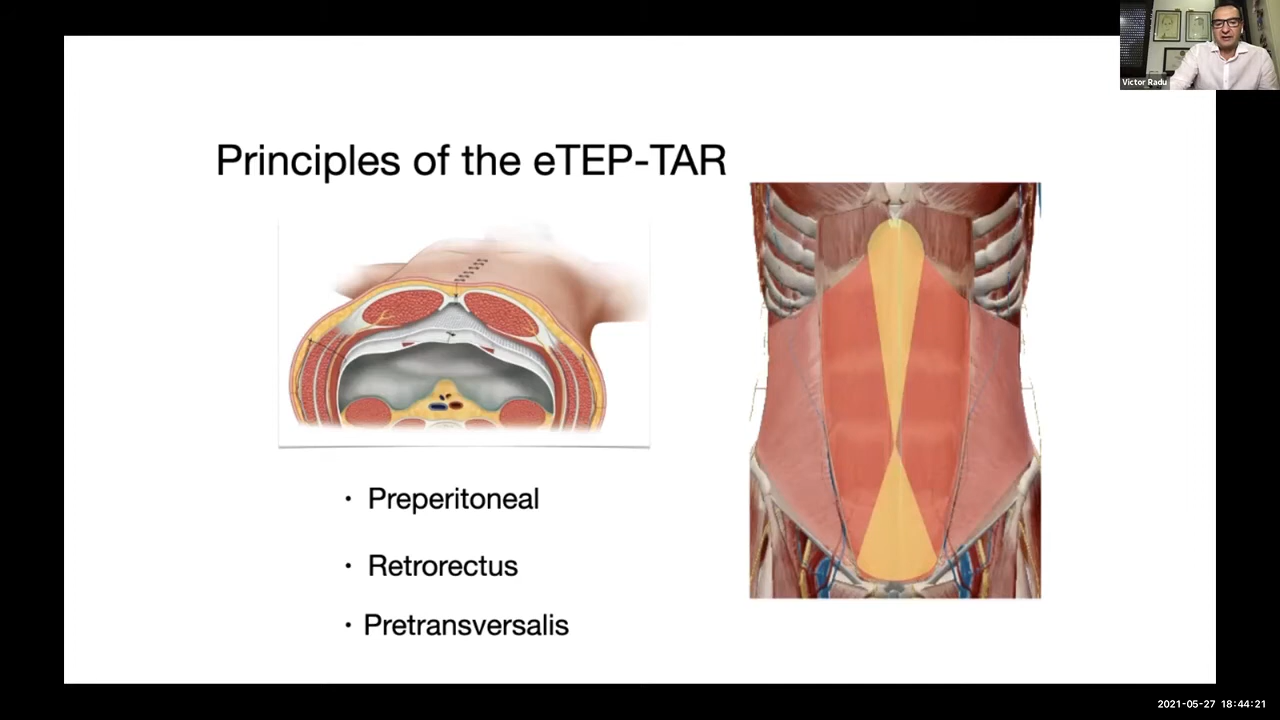 Victor Radu
Principles of the eTEP-TAR
• Preperitoneal
• Retrorectus
• Pretransversalis
2021-05-27 18:44:21